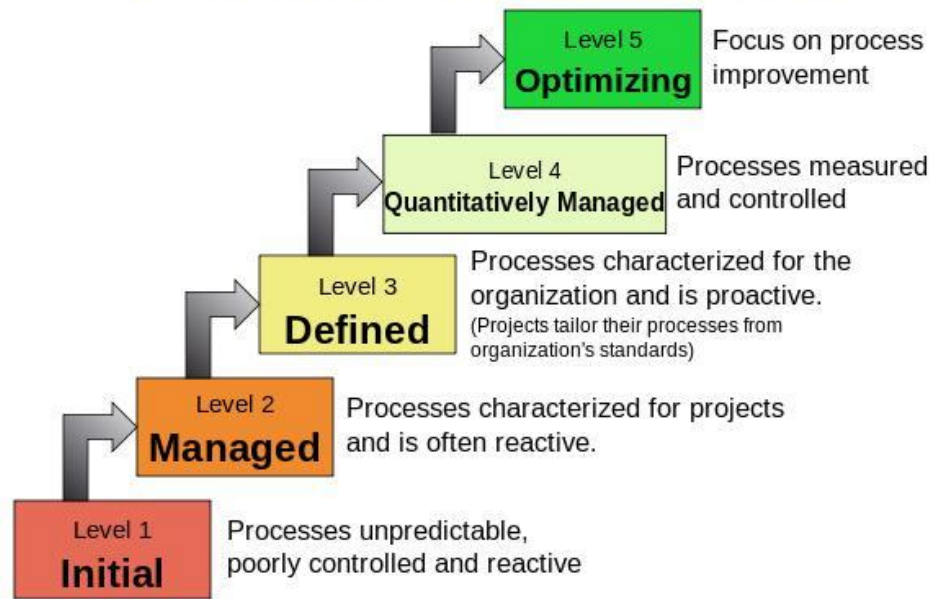 Level 5
Optimizing
Focus on process
improvement
Level 4
Quantitatively Managed
Processes measured
and controlled
Level 3
Defined
Processes characterized for the
organization and is proactive.
(Projects tailor their processes from
organization's standards)
Level 2
Managed
Processes characterized for projects
and is often reactive.
Level 1
Initial
Processes unpredictable,
poorly controlled and reactive